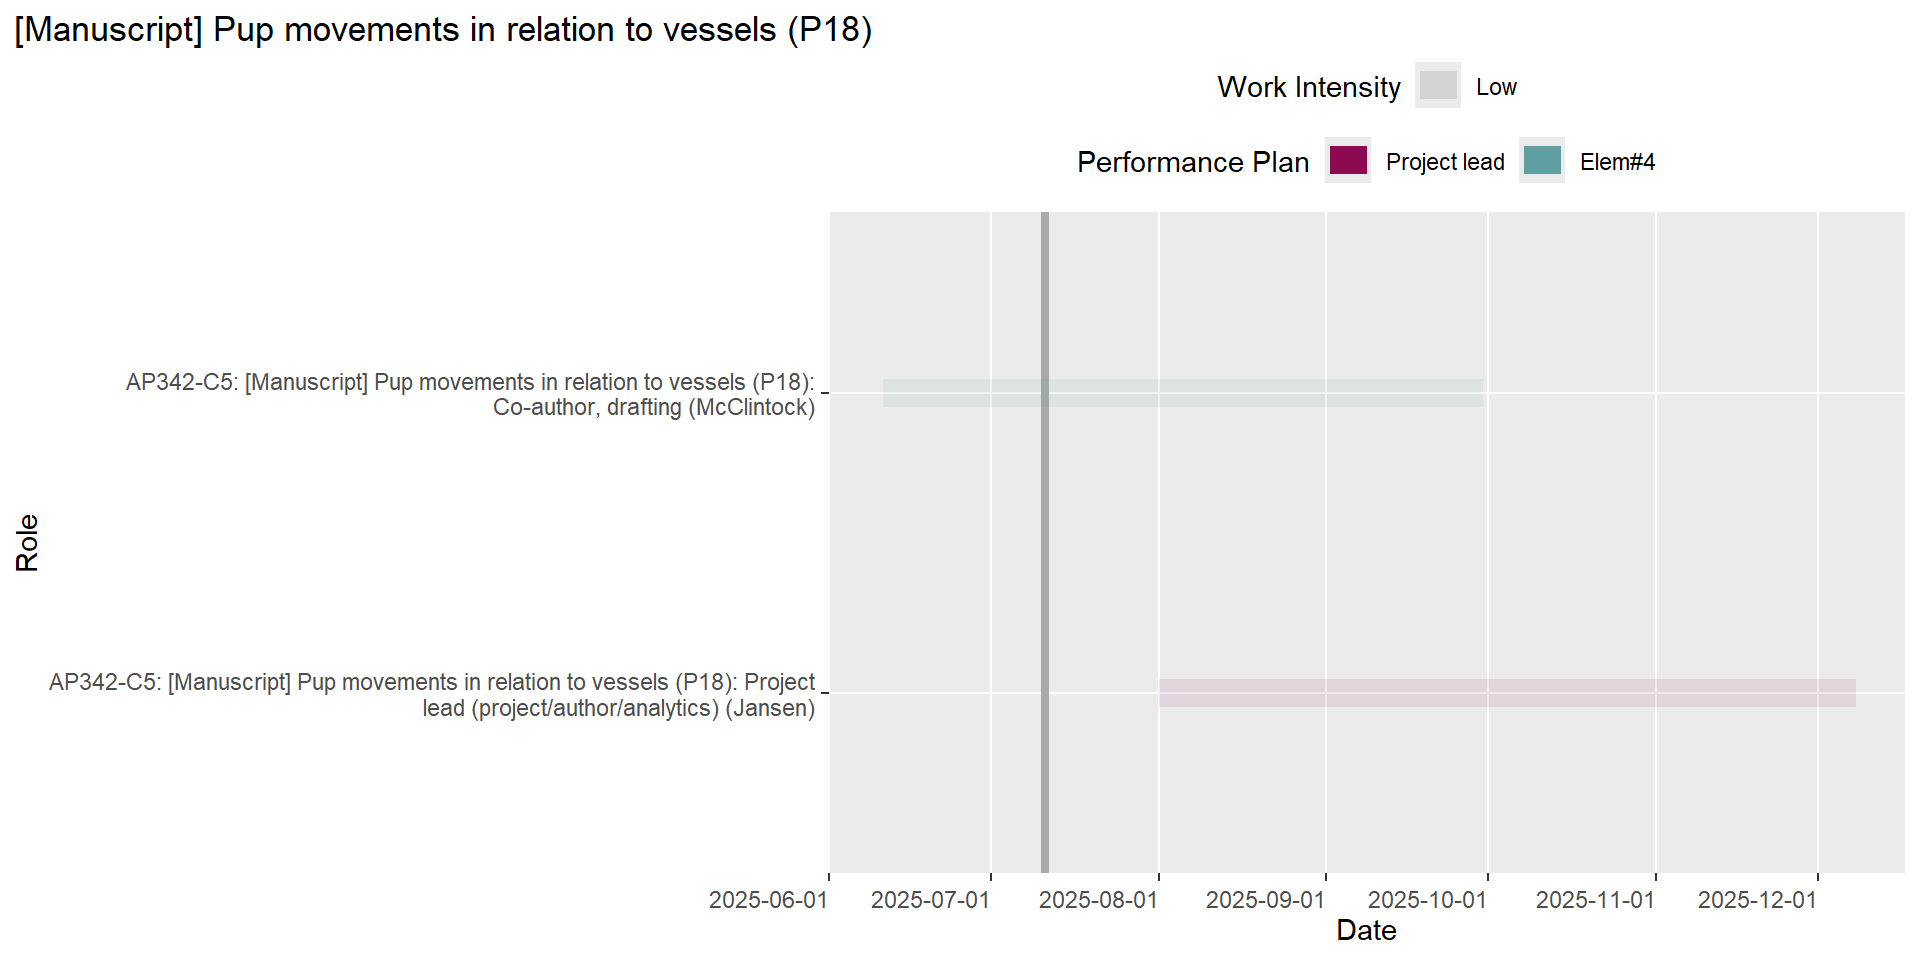 [Manuscript] Pup movements in relation to vessels (P18)
Work Intensity Low
Performance Plan Project lead Elem#4
AP342-C5: [Manuscript] Pup movements in relation to vessels (P18):
Co-author, drafting (McClintock)
Role
AP342-C5: [Manuscript] Pup movements in relation to vessels (P18): Project
lead (project/author/analytics) (Jansen)
2025-06-01 2025-07-01 2025-08-01 2025-09-01 2025-10-01 2025-11-01 2025-12-01
Date